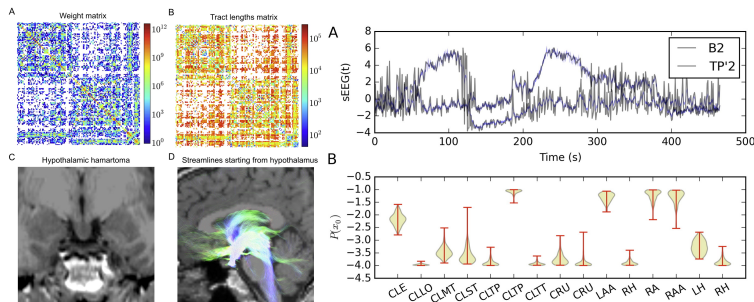 A
Weight matrix
10^12
10^9
10^6
10^3
10^0
B
Tract lengths matrix
10^5
10^4
10^3
10^2
C
Hypothalamic hamartoma
D
Streamlines starting from hypothalamus
A
sEEG(t)
6
4
2
0
−2
−4
0
100
200
300
400
500
Time (s)
B2
TP'2
B
P(x₀)
−0.5
−1.0
−1.5
−2.0
−2.5
−3.0
−3.5
−4.0
−4.5
CLE
CLLO
CLMT
CLST
CLTP
CLTP
CLTT
CRU
CRU
LAA
RH
RA
RAA
LH
RH